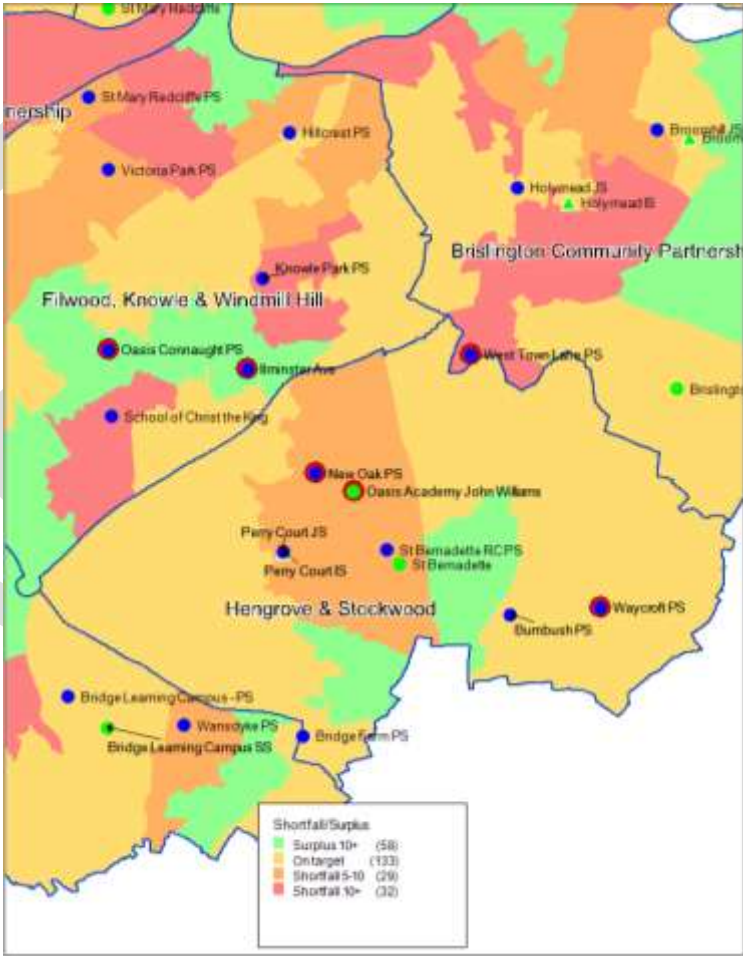 St Mary Redcliffe
nership
St Mary Redcliffe PS
Hillcrest PS
Broomhill JS
Broom
Victoria Park PS
Holymead JS
Holymead IS
Brislington Community Partnersh
Knowle Park PS
Filwood, Knowle & Windmill Hill
Oasis Connaught PS
West Town Lane PS
Ilminster Ave
Brislingto
School of Christ the King
New Oak PS
Oasis Academy John Williams
Perry Court JS
St Bernadette RC PS
St Bernadette
Perry Court IS
Hengrove & Stockwood
Waycroft PS
Burnbush PS
Bridge Learning Campus - PS
Wansdyke PS
Bridge Farm PS
Bridge Learning Campus SS
Shortfall/Surplus
Surplus 10+ (58)
On target (133)
Shortfall 5-10 (29)
Shortfall 10+ (32)